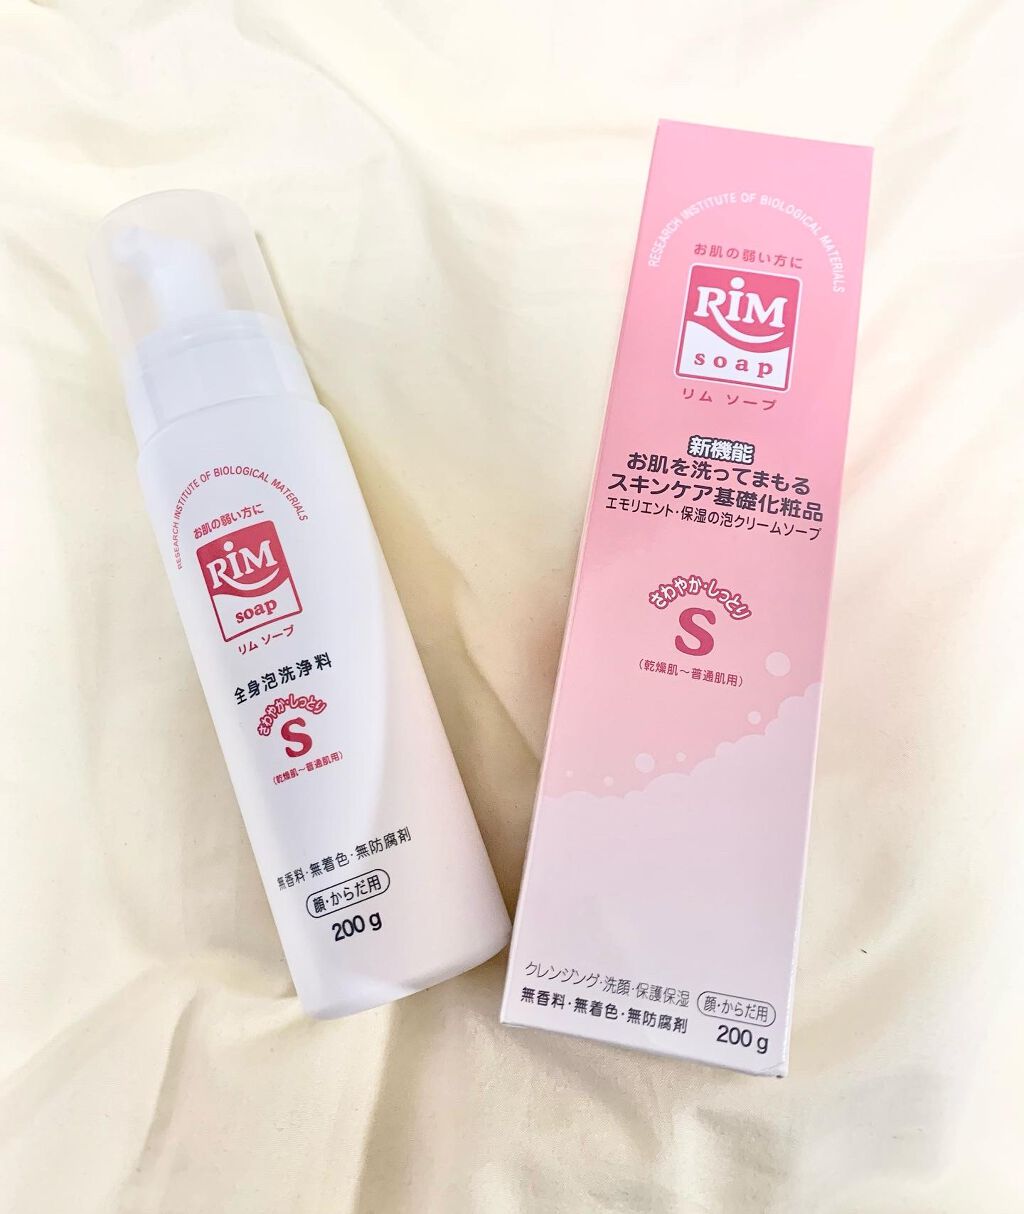 RESEARCH INSTITUTE OF BIOLOGICAL MATERIALS
お肌の弱い方に
RiM
soap
リム ソープ
全身泡洗浄料
さわやか・しっとり
S
(乾燥肌〜普通肌用)
無香料・無着色・無防腐剤
顔・からだ用
200 g
RESEARCH INSTITUTE OF BIOLOGICAL MATERIALS
お肌の弱い方に
RiM
soap
リム ソープ
新機能
お肌を洗ってまもる
スキンケア基礎化粧品
エモリエント・保湿の泡クリームソープ
さわやか・しっとり
S
(乾燥肌〜普通肌用)
クレンジング・洗顔・保護保湿
無香料・無着色・無防腐剤
顔・からだ用
200 g